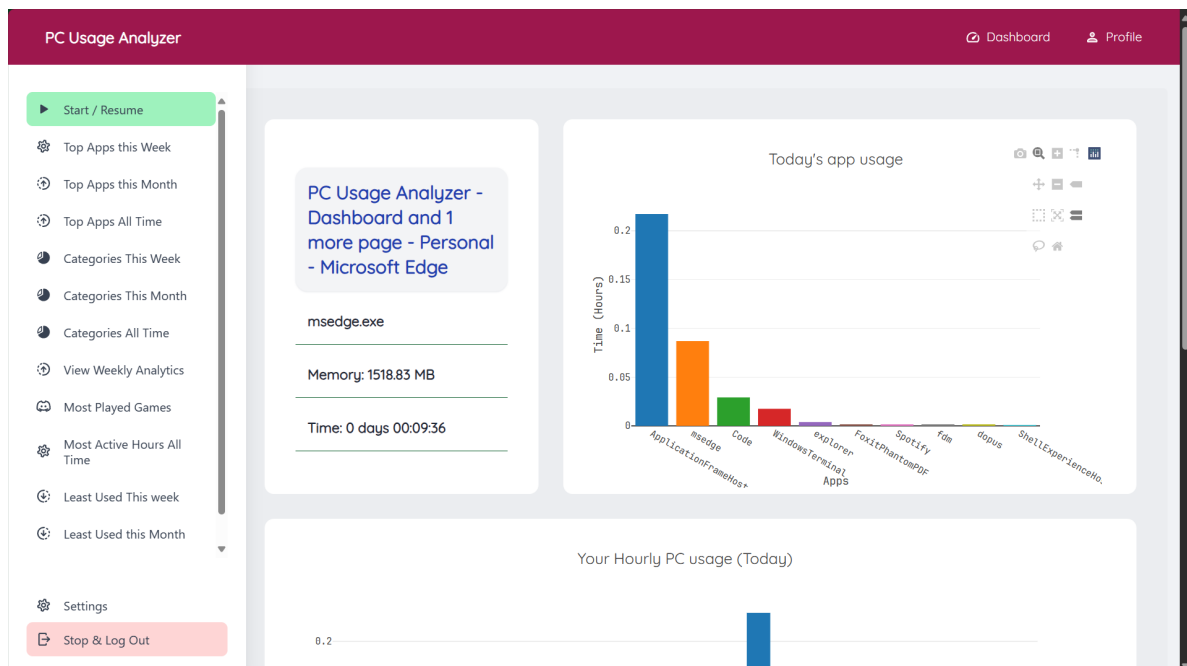 PC Usage Analyzer
Dashboard
Profile
Start / Resume
Top Apps this Week
Top Apps this Month
Top Apps All Time
Categories This Week
Categories This Month
Categories All Time
View Weekly Analytics
Most Played Games
Most Active Hours All
Time
Least Used This week
Least Used this Month
Settings
Stop & Log Out
PC Usage Analyzer -
Dashboard and 1
more page - Personal
- Microsoft Edge
msedge.exe
Memory: 1518.83 MB
Time: 0 days 00:09:36
Today's app usage
0.2
0.15
0.1
0.05
0
Time (Hours)
ApplicationFrameHost
msedge
Code
WindowsTerminal
explorer
FoxitPhantomPDF
Spotify
fdm
dopus
ShellExperienceHo.
Apps
Your Hourly PC usage (Today)
0.2